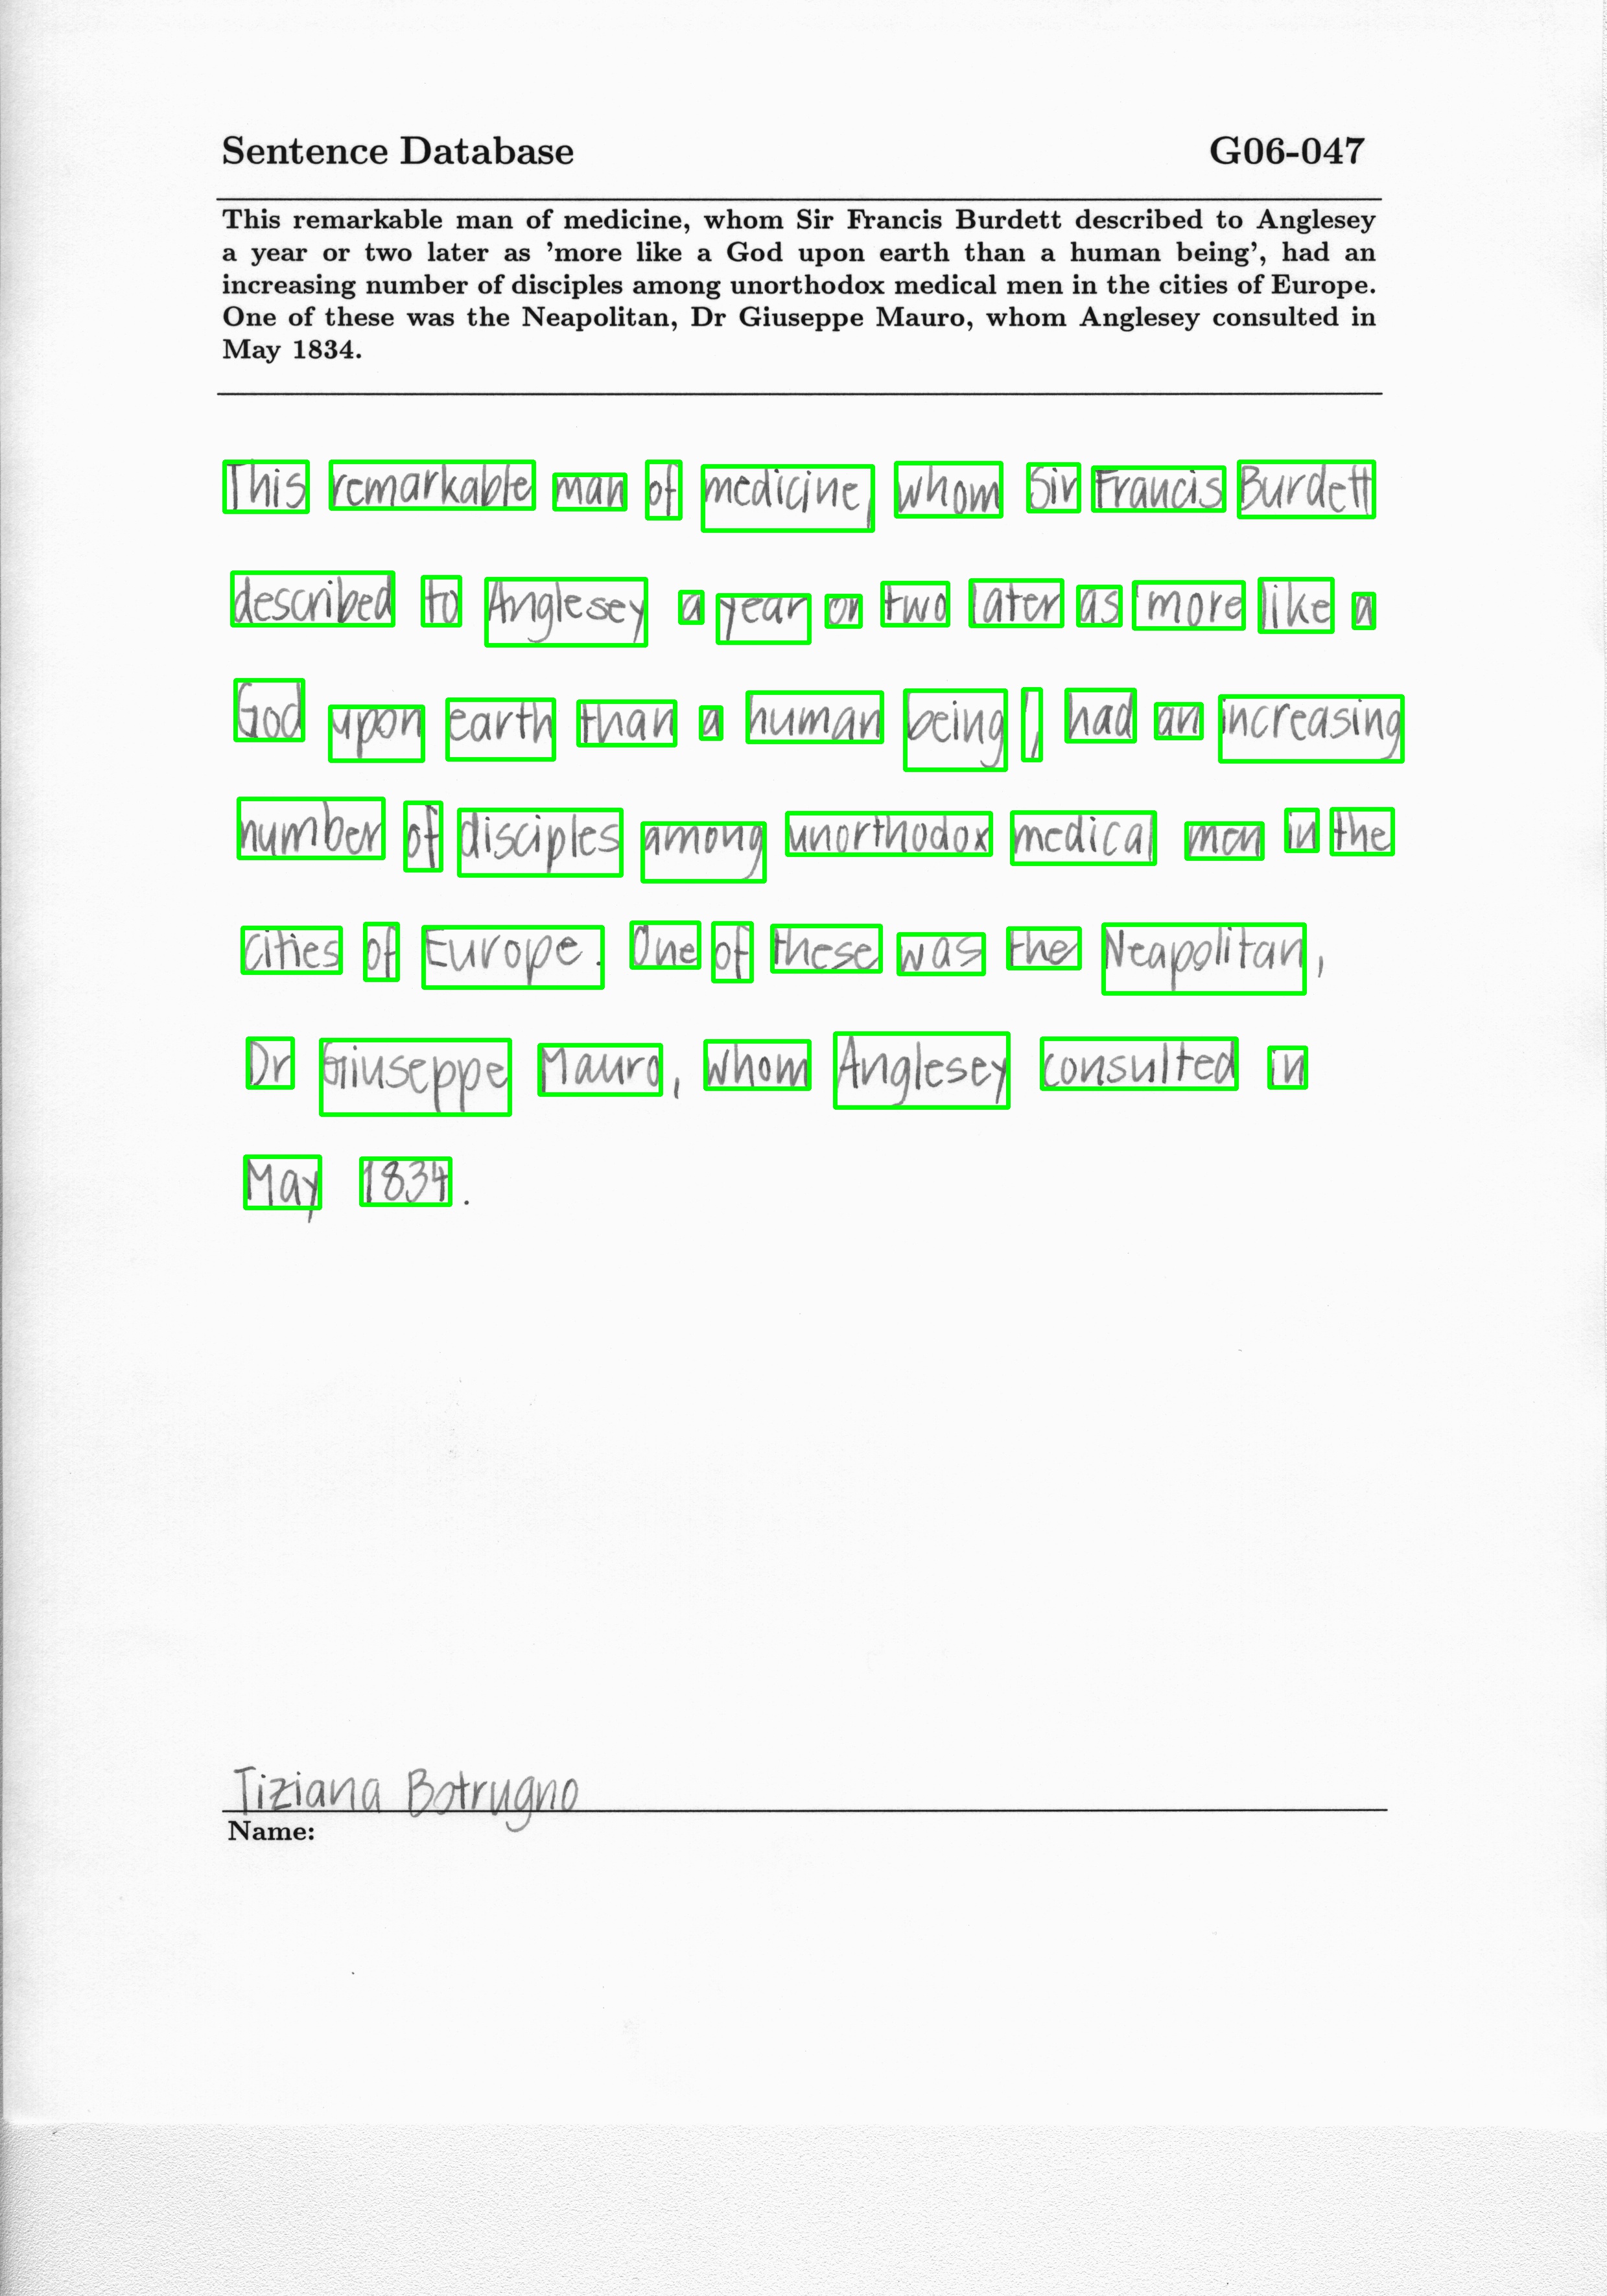 Sentence Database G06-047
This remarkable man of medicine, whom Sir Francis Burdett described to Anglesey
a year or two later as 'more like a God upon earth than a human being', had an
increasing number of disciples among unorthodox medical men in the cities of Europe.
One of these was the Neapolitan, Dr Giuseppe Mauro, whom Anglesey consulted in
May 1834.
This remarkable man of medicine, whom Sir Francis Burdett
described to Anglesey a year or two later as 'more like a
God upon earth than a human being', had an increasing
number of disciples among unorthodox medical men in the
cities of Europe. One of these was the Neapolitan,
Dr Giuseppe Mauro, whom Anglesey consulted in
May 1834.
Tiziana Botrugno
Name: